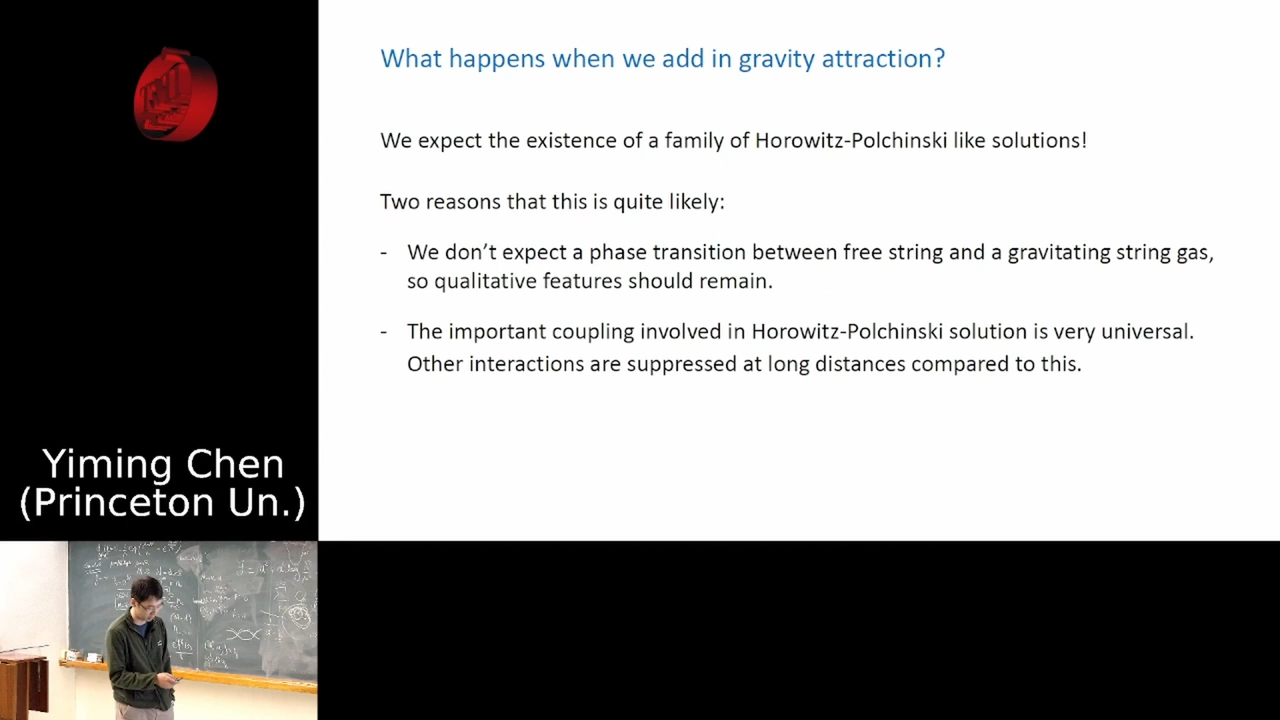 What happens when we add in gravity attraction?
We expect the existence of a family of Horowitz-Polchinski like solutions!
Two reasons that this is quite likely:
- We don’t expect a phase transition between free string and a gravitating string gas,
so qualitative features should remain.
- The important coupling involved in Horowitz-Polchinski solution is very universal.
Other interactions are suppressed at long distances compared to this.
Yiming Chen
(Princeton Un.)